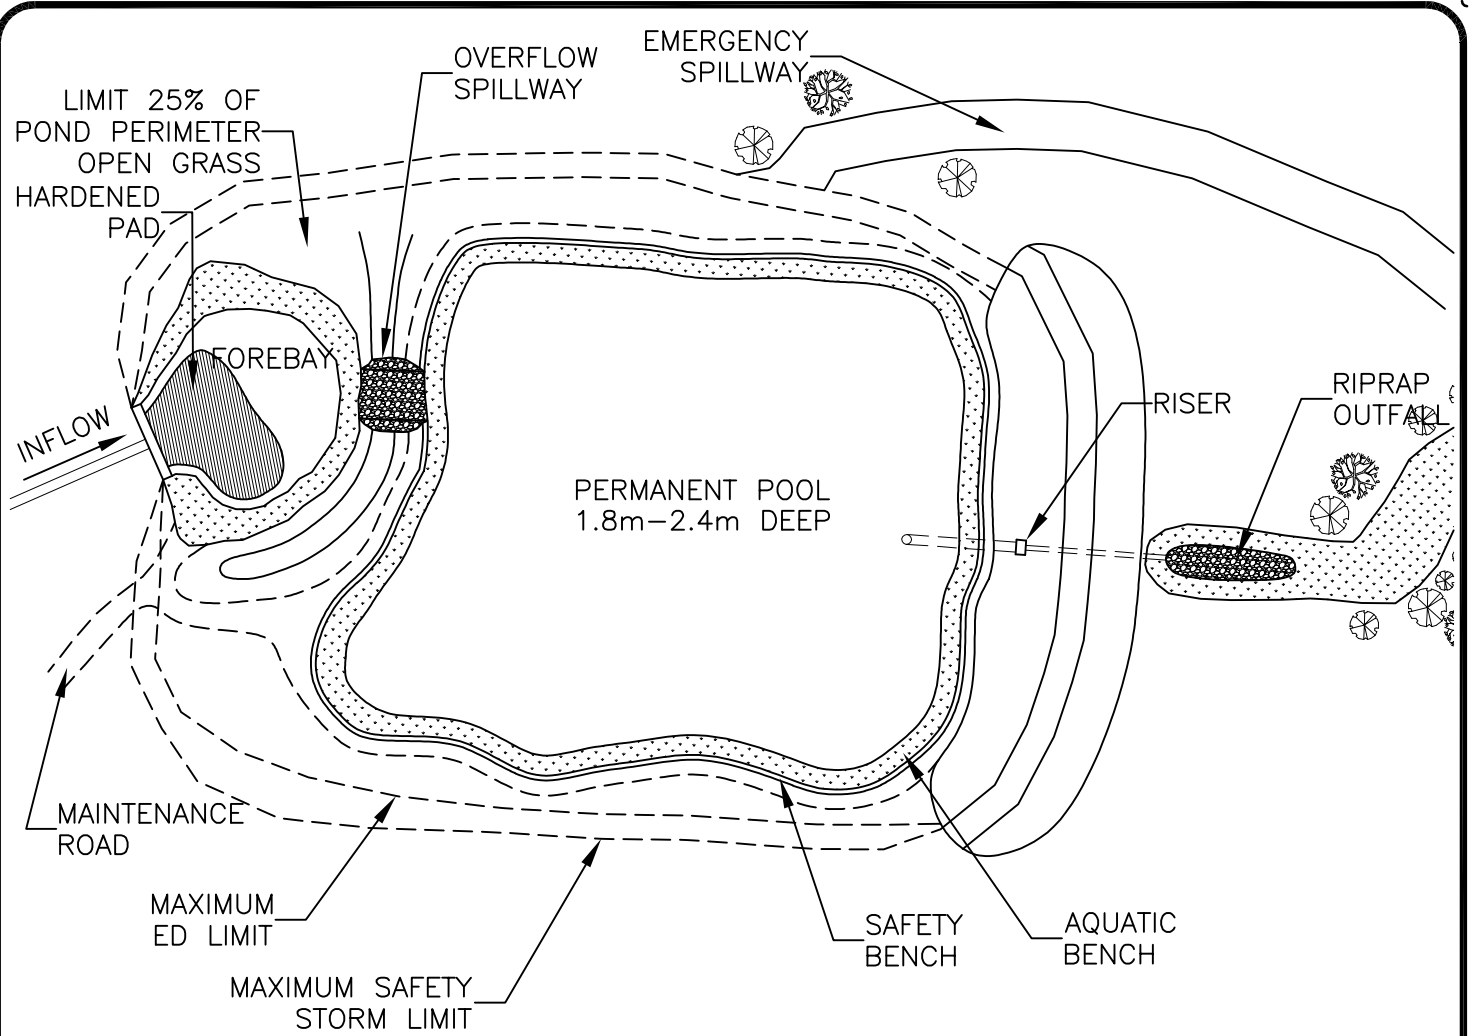 EMERGENCY
SPILLWAY
OVERFLOW
SPILLWAY
LIMIT 25% OF
POND PERIMETER
OPEN GRASS
HARDENED
PAD
FOREBAY
INFLOW
RISER
RIPRAP
OUTFALL
PERMANENT POOL
1.8m-2.4m DEEP
MAINTENANCE
ROAD
MAXIMUM
ED LIMIT
SAFETY
BENCH
AQUATIC
BENCH
MAXIMUM SAFETY
STORM LIMIT